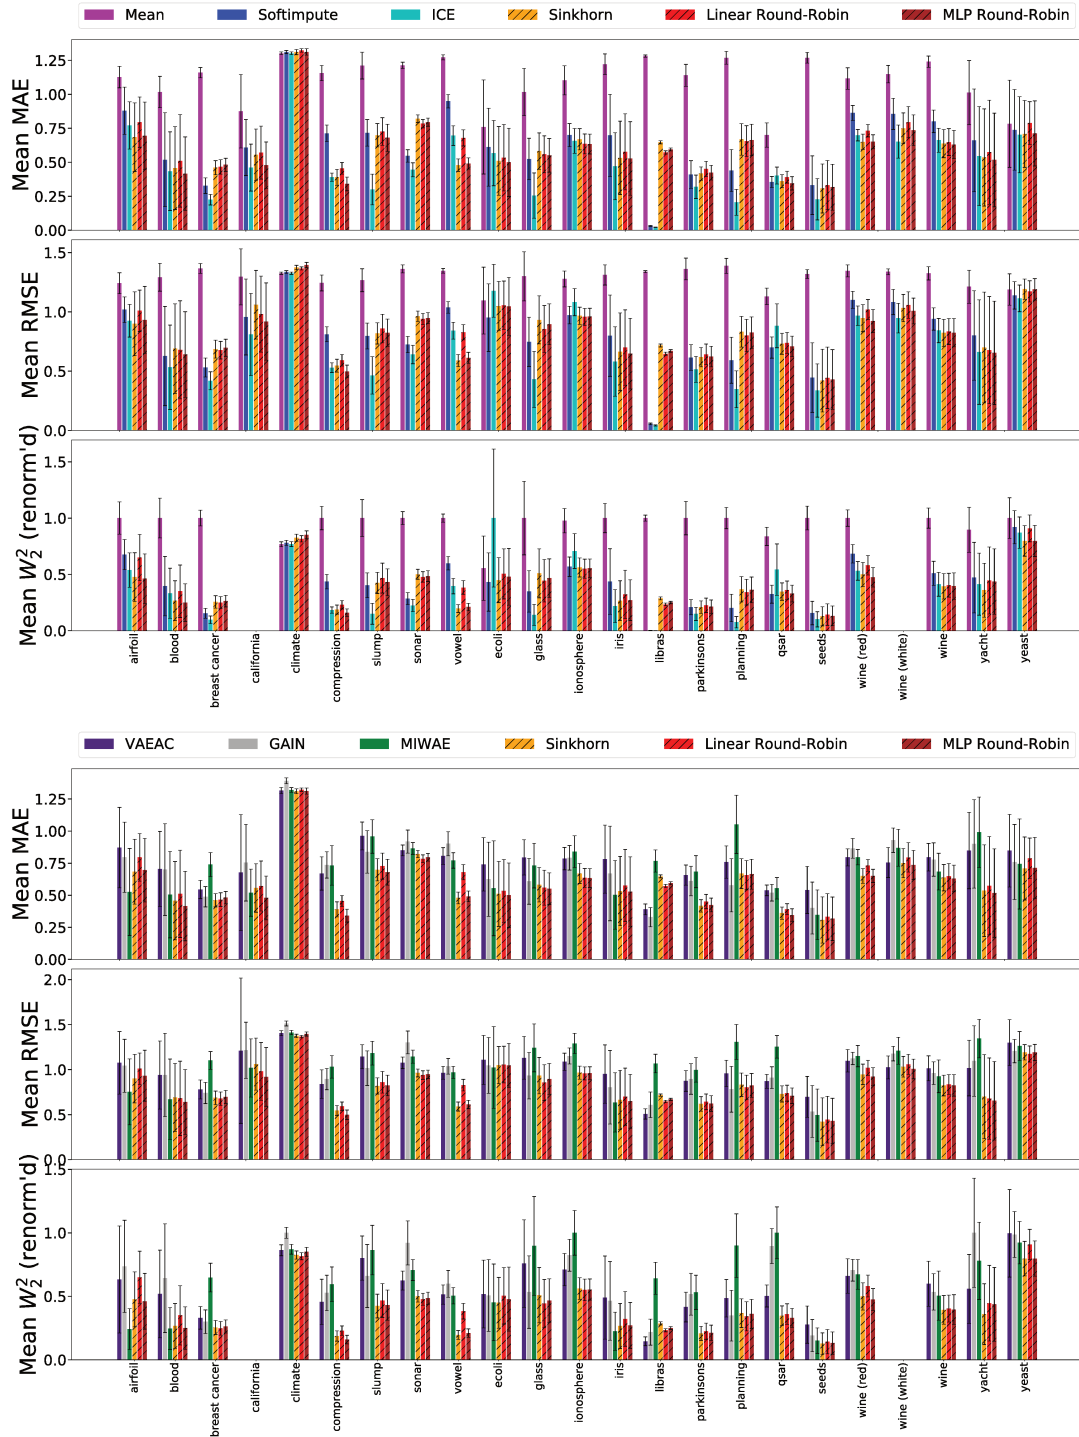 Mean Softimpute ICE Sinkhorn Linear Round-Robin MLP Round-Robin
Mean MAE
1.25
1.00
0.75
0.50
0.25
0.00
Mean RMSE
1.5
1.0
0.5
0.0
Mean W₂² (renorm'd)
1.5
1.0
0.5
0.0
airfoil
blood
breast cancer
california
climate
compression
slump
sonar
vowel
ecoli
glass
ionosphere
iris
libras
parkinsons
planning
qsar
seeds
wine (red)
wine (white)
wine
yacht
yeast
VAEAC GAIN MIWAE Sinkhorn Linear Round-Robin MLP Round-Robin
Mean MAE
1.25
1.00
0.75
0.50
0.25
0.00
Mean RMSE
2.0
1.5
1.0
0.5
0.0
Mean W₂² (renorm'd)
1.5
1.0
0.5
0.0
airfoil
blood
breast cancer
california
climate
compression
slump
sonar
vowel
ecoli
glass
ionosphere
iris
libras
parkinsons
planning
qsar
seeds
wine (red)
wine (white)
wine
yacht
yeast